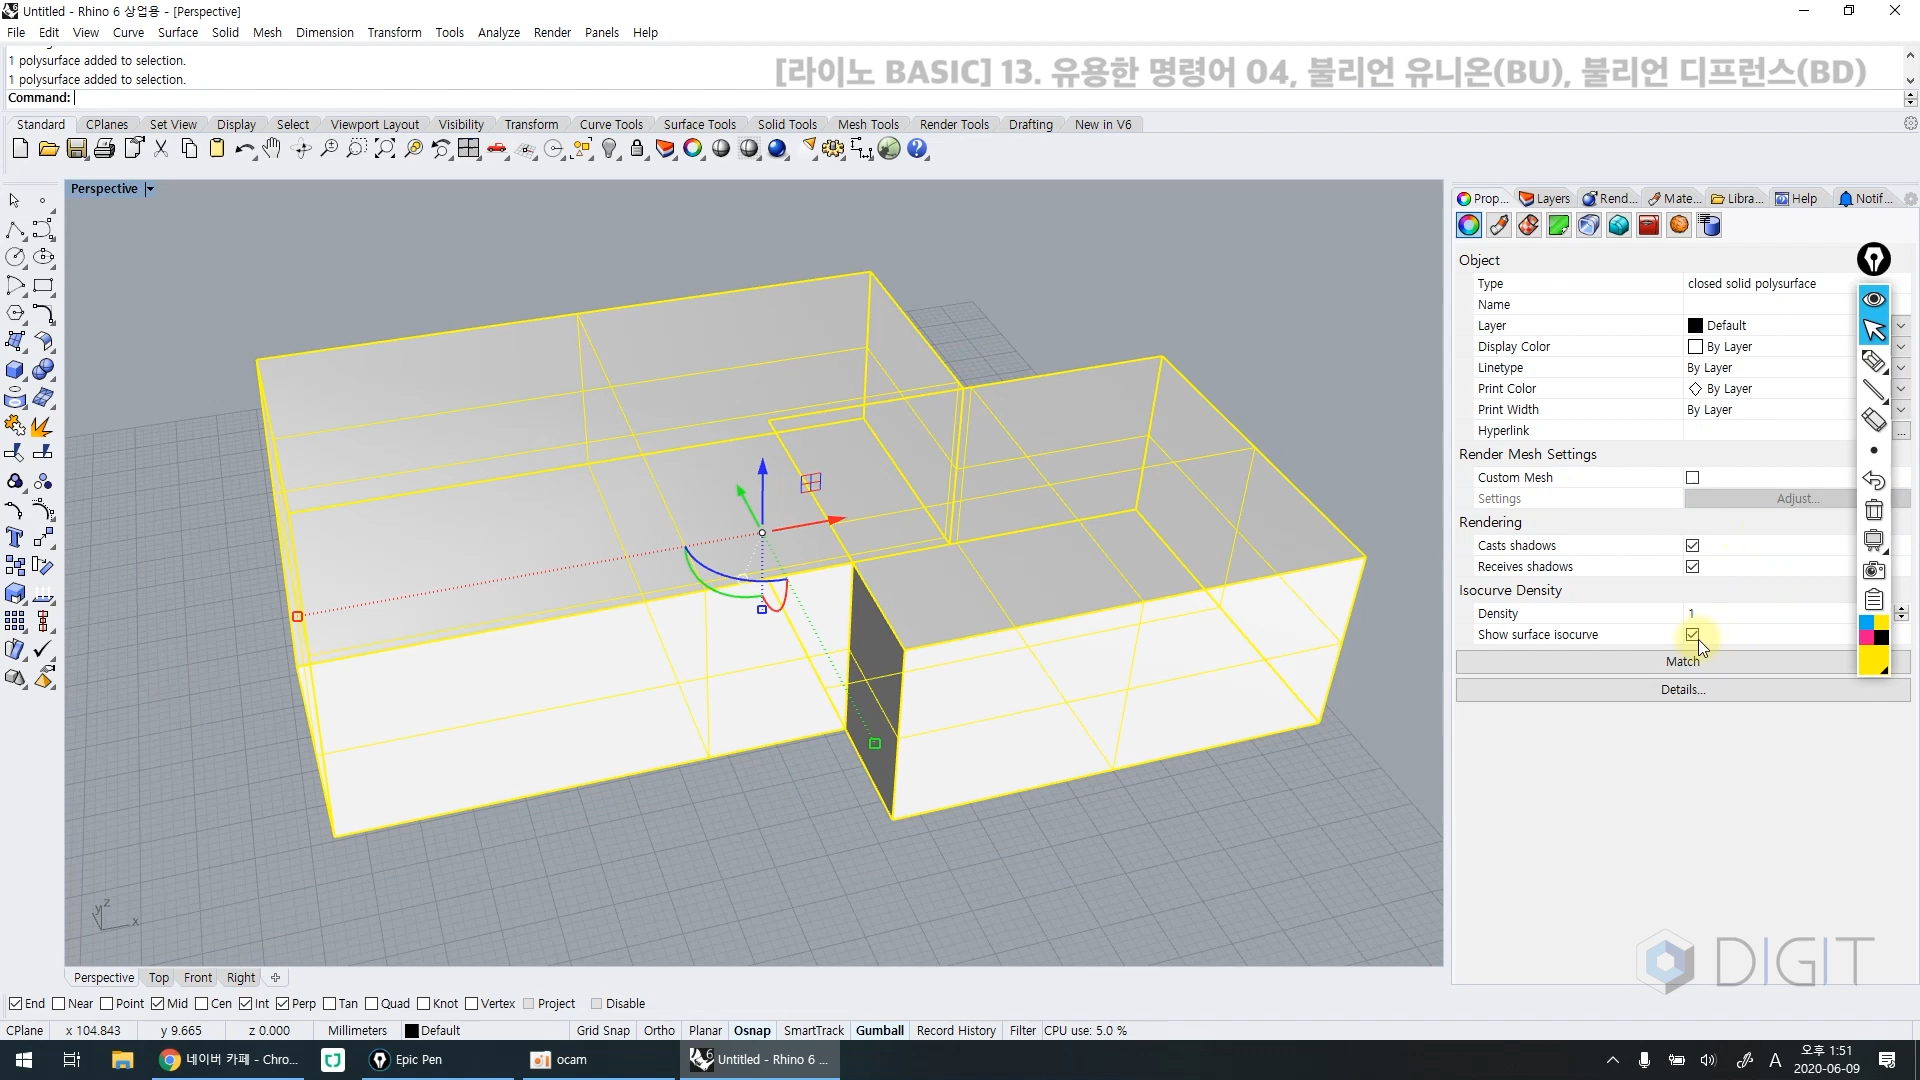 Untitled - Rhino 6 상업용 - [Perspective]
File Edit View Curve Surface Solid Mesh Dimension Transform Tools Analyze Render Panels Help
1 polysurface added to selection.
1 polysurface added to selection.
[라이노 BASIC] 13. 유용한 명령어 04, 불리언 유니온(BU), 불리언 디프런스(BD)
Command:
Standard CPlanes Set View Display Select Viewport Layout Visibility Transform Curve Tools Surface Tools Solid Tools Mesh Tools Render Tools Drafting New in V6
Perspective
Prop... Layers Rend... Mate... Libra... Help Notif...
Object
Type closed solid polysurface
Name
Layer Default
Display Color By Layer
Linetype By Layer
Print Color By Layer
Print Width By Layer
Hyperlink ...
Render Mesh Settings
Custom Mesh
Settings Adjust...
Rendering
Casts shadows
Receives shadows
Isocurve Density
Density 1
Show surface isocurve
Match
Details...
z
y
x
DIGIT
Perspective Top Front Right
End Near Point Mid Cen Int Perp Tan Quad Knot Vertex Project Disable
CPlane x 104.843 y 9.665 z 0.000 Millimeters Default Grid Snap Ortho Planar Osnap SmartTrack Gumball Record History Filter CPU use: 5.0 %
네이버 카페 - Chro... Epic Pen ocam Untitled - Rhino 6 ... A 오후 1:51
2020-06-09